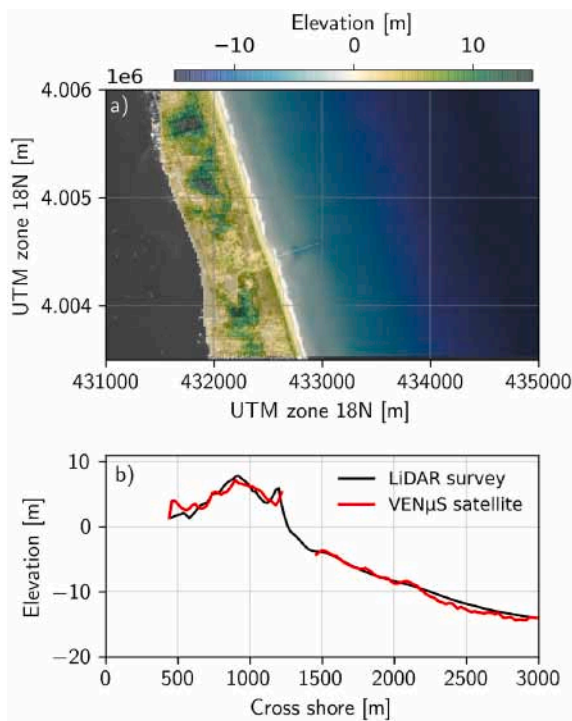 Elevation [m]
−10 0 10
1e6
a)
4.006
4.005
4.004
UTM zone 18N [m]
431000 432000 433000 434000 435000
UTM zone 18N [m]
b)
10
0
−10
−20
Elevation [m]
LiDAR survey
VENµS satellite
0 500 1000 1500 2000 2500 3000
Cross shore [m]